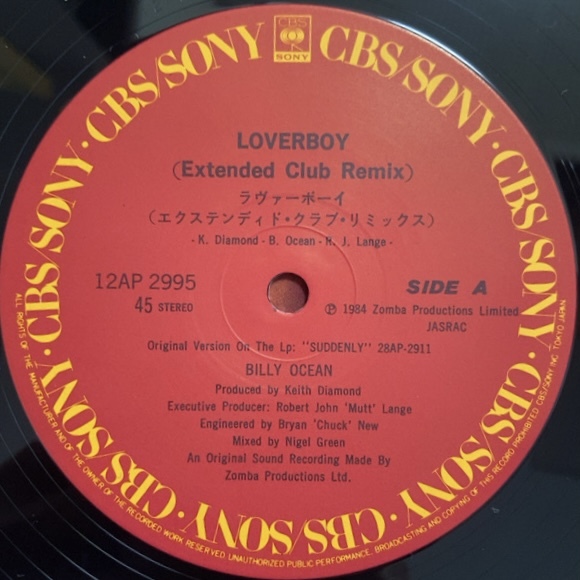 CBS
SONY
CBS/SONY · CBS/SONY · CBS/SONY · CBS/SONY · CBS/SONY · CBS/SONY · CBS/SONY · CBS/SONY
LOVERBOY
(Extended Club Remix)
ラヴァーボーイ
(エクステンディド・クラブ・リミックス)
- K. Diamond - B. Ocean - R. J. Lange -
12AP 2995
SIDE A
45 STEREO
Ⓟ 1984 Zomba Productions Limited
JASRAC
Original Version On The Lp: "SUDDENLY" 28AP-2911
BILLY OCEAN
Produced by Keith Diamond
Executive Producer: Robert John 'Mutt' Lange
Engineered by Bryan 'Chuck' New
Mixed by Nigel Green
An Original Sound Recording Made By
Zomba Productions Ltd.
ALL RIGHTS OF THE MANUFACTURER AND OF THE OWNER OF THE RECORDED WORK RESERVED. UNAUTHORIZED PUBLIC PERFORMANCE, BROADCASTING AND COPYING OF THIS RECORD PROHIBITED CBS/SONY INC. TOKYO JAPAN